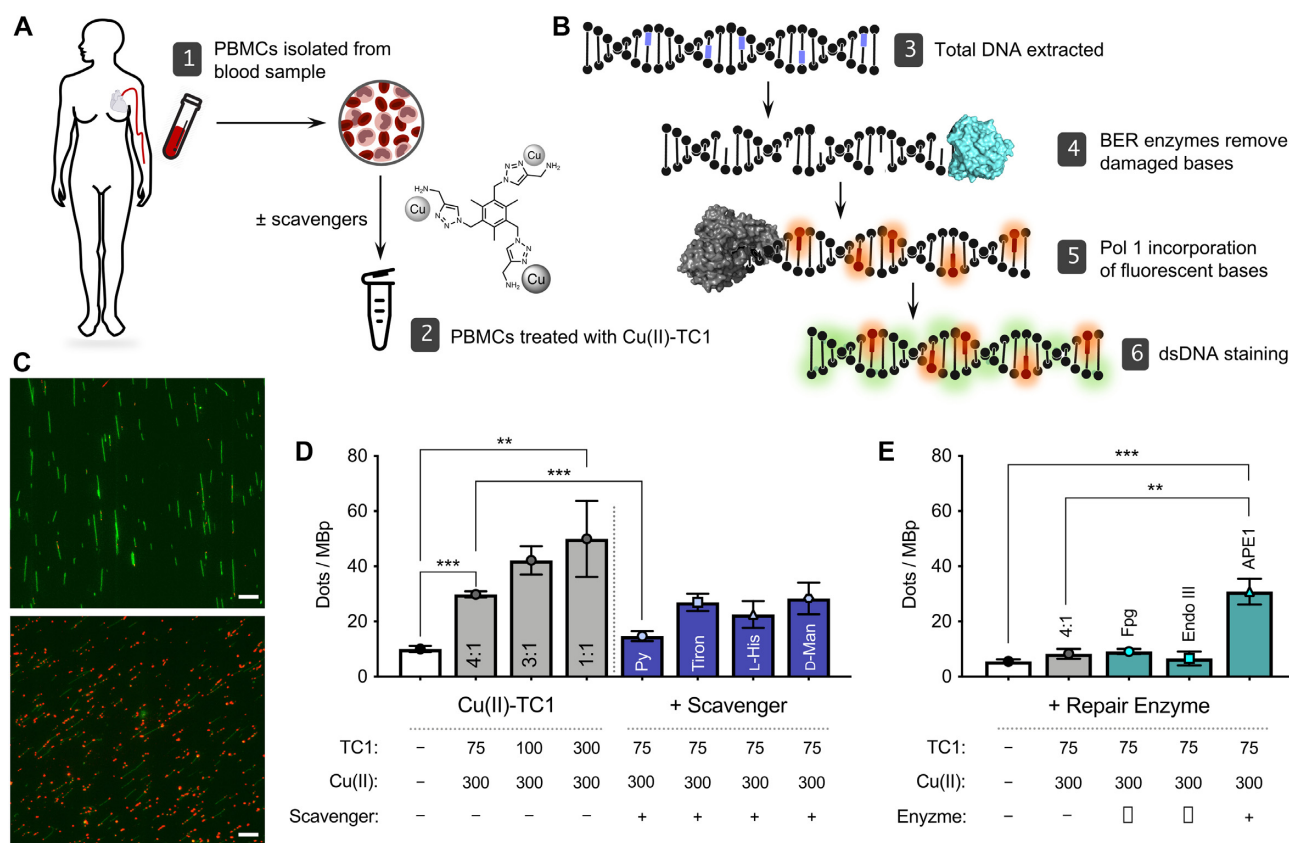 A
1
PBMCs isolated from
blood sample
± scavengers
Cu
NH₂
N
N
N
H₂N
Cu
N
N
N
N
N
N
NH₂
Cu
2
PBMCs treated with Cu(II)-TC1
B
3
Total DNA extracted
4
BER enzymes remove
damaged bases
5
Pol 1 incorporation
of fluorescent bases
6
dsDNA staining
C
D
Dots / MBp
80
60
40
20
0
**
***
***
4:1
3:1
1:1
Py
Tiron
L-His
D-Man
Cu(II)-TC1
+ Scavenger
TC1: – 75 100 300 75 75 75 75
Cu(II): – 300 300 300 300 300 300 300
Scavenger: – – – – + + + +
E
Dots / MBp
80
60
40
20
0
***
**
4:1
Fpg
Endo III
APE1
+ Repair Enzyme
TC1: – 75 75 75 75
Cu(II): – 300 300 300 300
Enyzme: – – ▯ ▯ +